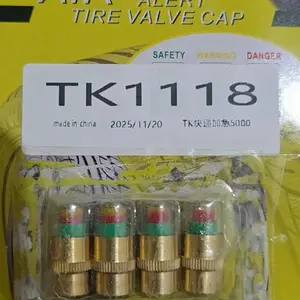 ALERT
TIRE VALVE CAP
SAFETY WARNING DANGER
TK1118
made in china 2025/11/20 TK快递加急5000